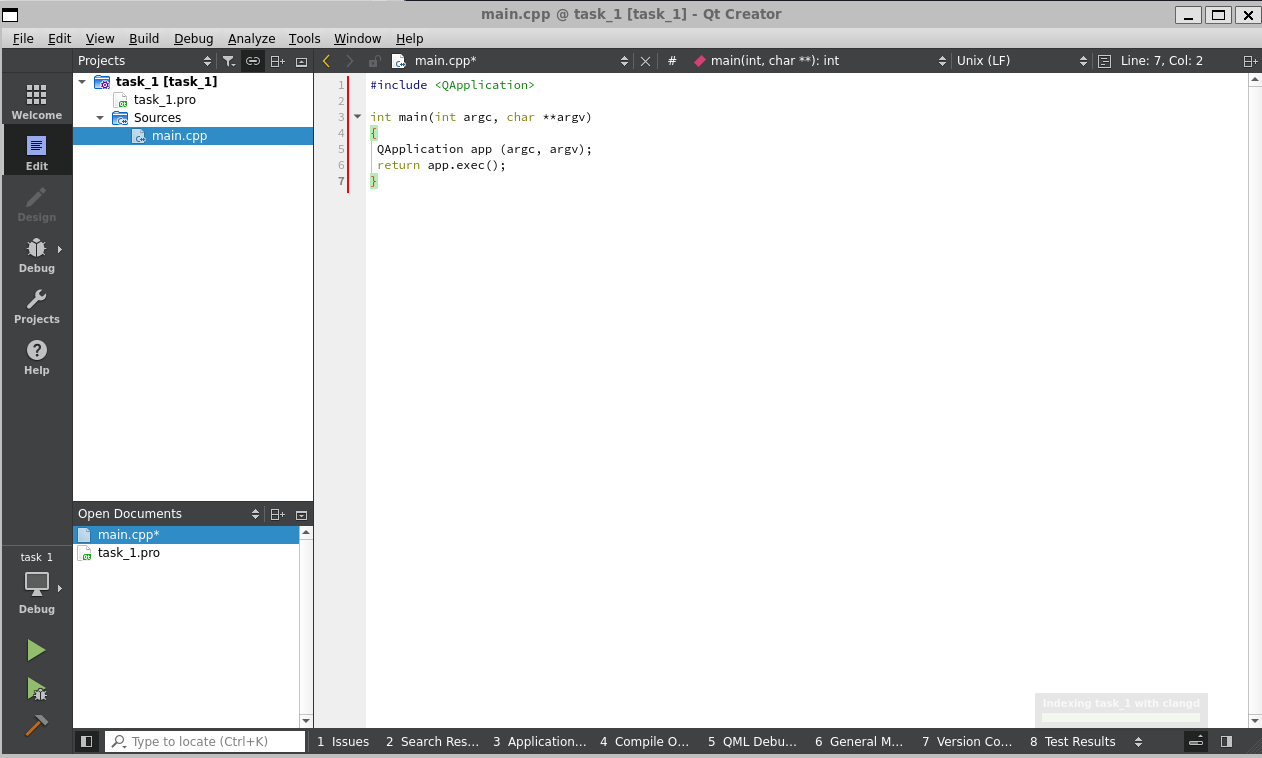 main.cpp @ task_1 [task_1] - Qt Creator
File Edit View Build Debug Analyze Tools Window Help
Projects
main.cpp*
#
main(int, char **): int
Unix (LF)
Line: 7, Col: 2
Welcome
Edit
Design
Debug
Projects
Help
task_1 [task_1]
task_1.pro
Sources
main.cpp
1 #include <QApplication>
2
3 int main(int argc, char **argv)
4 {
5 QApplication app (argc, argv);
6 return app.exec();
7 }
Open Documents
main.cpp*
task_1.pro
task_1
Debug
Indexing task_1 with clangd
Type to locate (Ctrl+K)
1 Issues 2 Search Res... 3 Application... 4 Compile O... 5 QML Debu... 6 General M... 7 Version Co... 8 Test Results